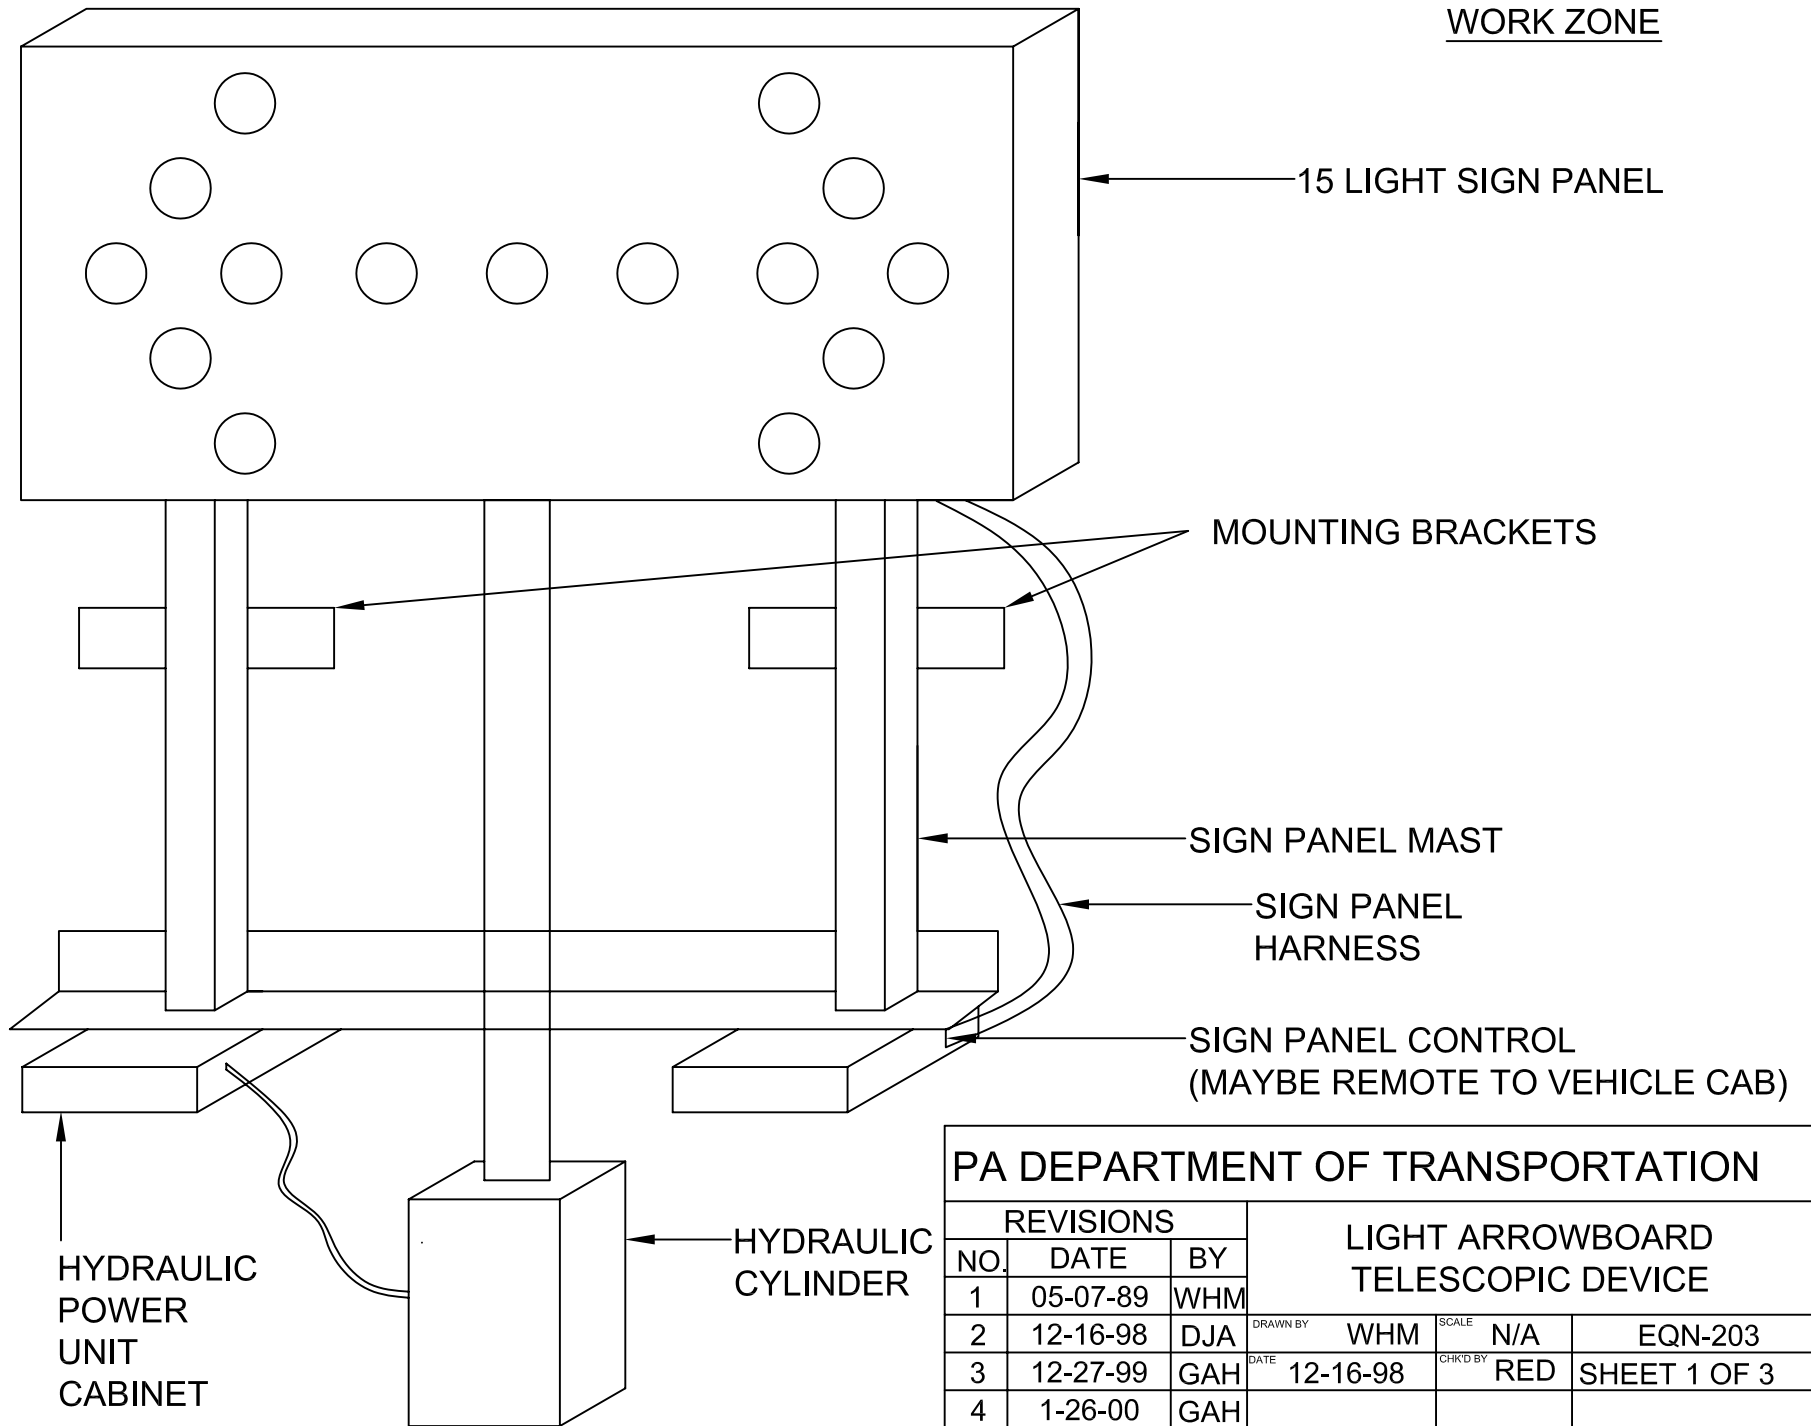 WORK ZONE
15 LIGHT SIGN PANEL
MOUNTING BRACKETS
SIGN PANEL MAST
SIGN PANEL
HARNESS
SIGN PANEL CONTROL
(MAYBE REMOTE TO VEHICLE CAB)
HYDRAULIC
POWER
UNIT
CABINET
HYDRAULIC
CYLINDER
PA DEPARTMENT OF TRANSPORTATION
REVISIONS
NO. DATE BY
1 05-07-89 WHM
2 12-16-98 DJA
3 12-27-99 GAH
4 1-26-00 GAH
LIGHT ARROWBOARD
TELESCOPIC DEVICE
DRAWN BY WHM SCALE N/A EQN-203
DATE 12-16-98 CHK'D BY RED SHEET 1 OF 3